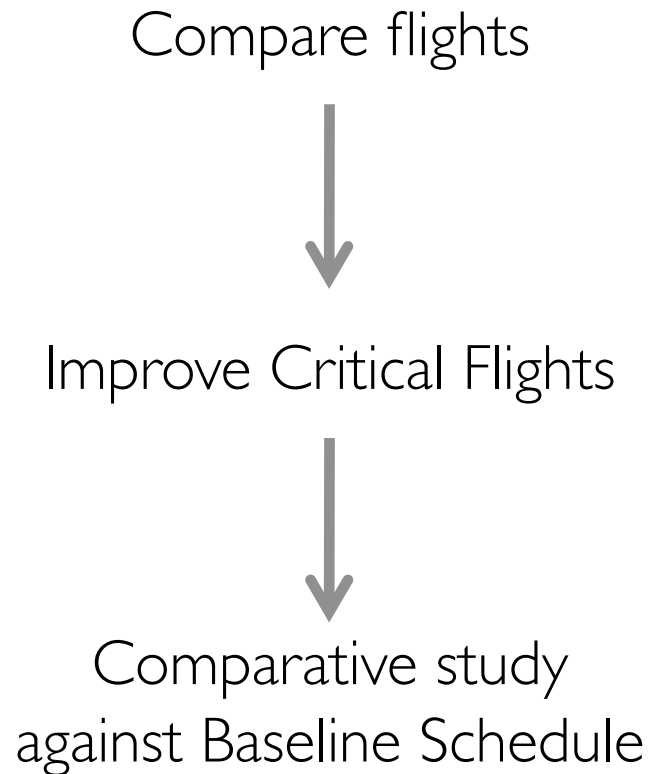 Compare flights
Improve Critical Flights
Comparative study
against Baseline Schedule